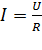 I = U/R